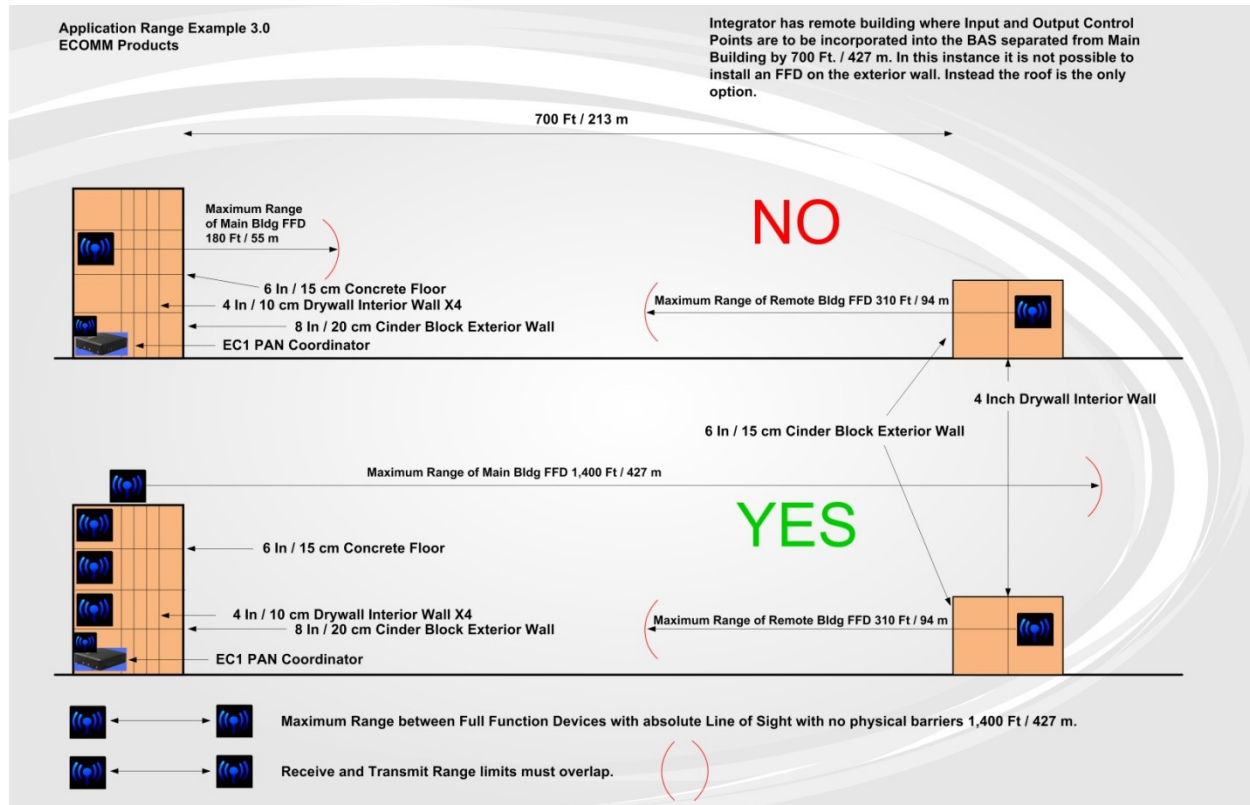 Application Range Example 3.0
ECOMM Products
Integrator has remote building where Input and Output Control
Points are to be incorporated into the BAS separated from Main
Building by 700 Ft. / 427 m. In this instance it is not possible to
install an FFD on the exterior wall. Instead the roof is the only
option.
700 Ft / 213 m
Maximum Range
of Main Bldg FFD
180 Ft / 55 m
NO
6 In / 15 cm Concrete Floor
4 In / 10 cm Drywall Interior Wall X4
8 In / 20 cm Cinder Block Exterior Wall
EC1 PAN Coordinator
Maximum Range of Remote Bldg FFD 310 Ft / 94 m
4 Inch Drywall Interior Wall
6 In / 15 cm Cinder Block Exterior Wall
Maximum Range of Main Bldg FFD 1,400 Ft / 427 m
YES
6 In / 15 cm Concrete Floor
4 In / 10 cm Drywall Interior Wall X4
8 In / 20 cm Cinder Block Exterior Wall
EC1 PAN Coordinator
Maximum Range of Remote Bldg FFD 310 Ft / 94 m
Maximum Range between Full Function Devices with absolute Line of Sight with no physical barriers 1,400 Ft / 427 m.
Receive and Transmit Range limits must overlap.